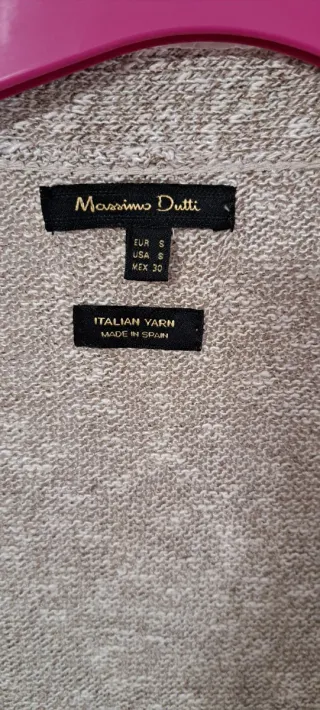 Massimo Dutti
EUR S
USA S
MEX 30
ITALIAN YARN
MADE IN SPAIN